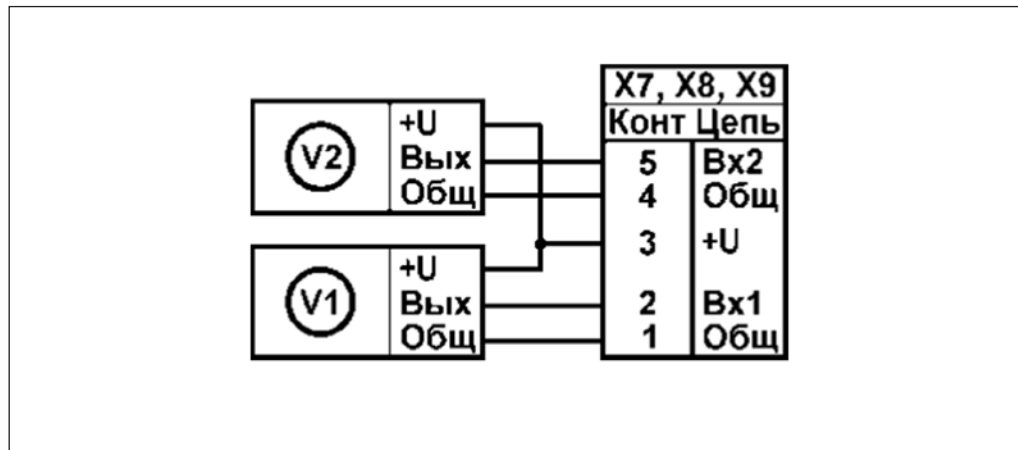 V2
+U
Вых
Общ
V1
+U
Вых
Общ
X7, X8, X9
Конт Цепь
5 Вх2
4 Общ
3 +U
2 Вх1
1 Общ